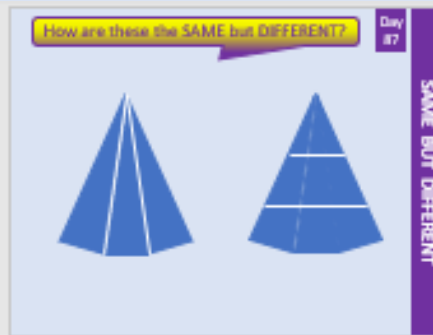 How are these the SAME but DIFFERENT?
Day
87
SAME BUT DIFFERENT